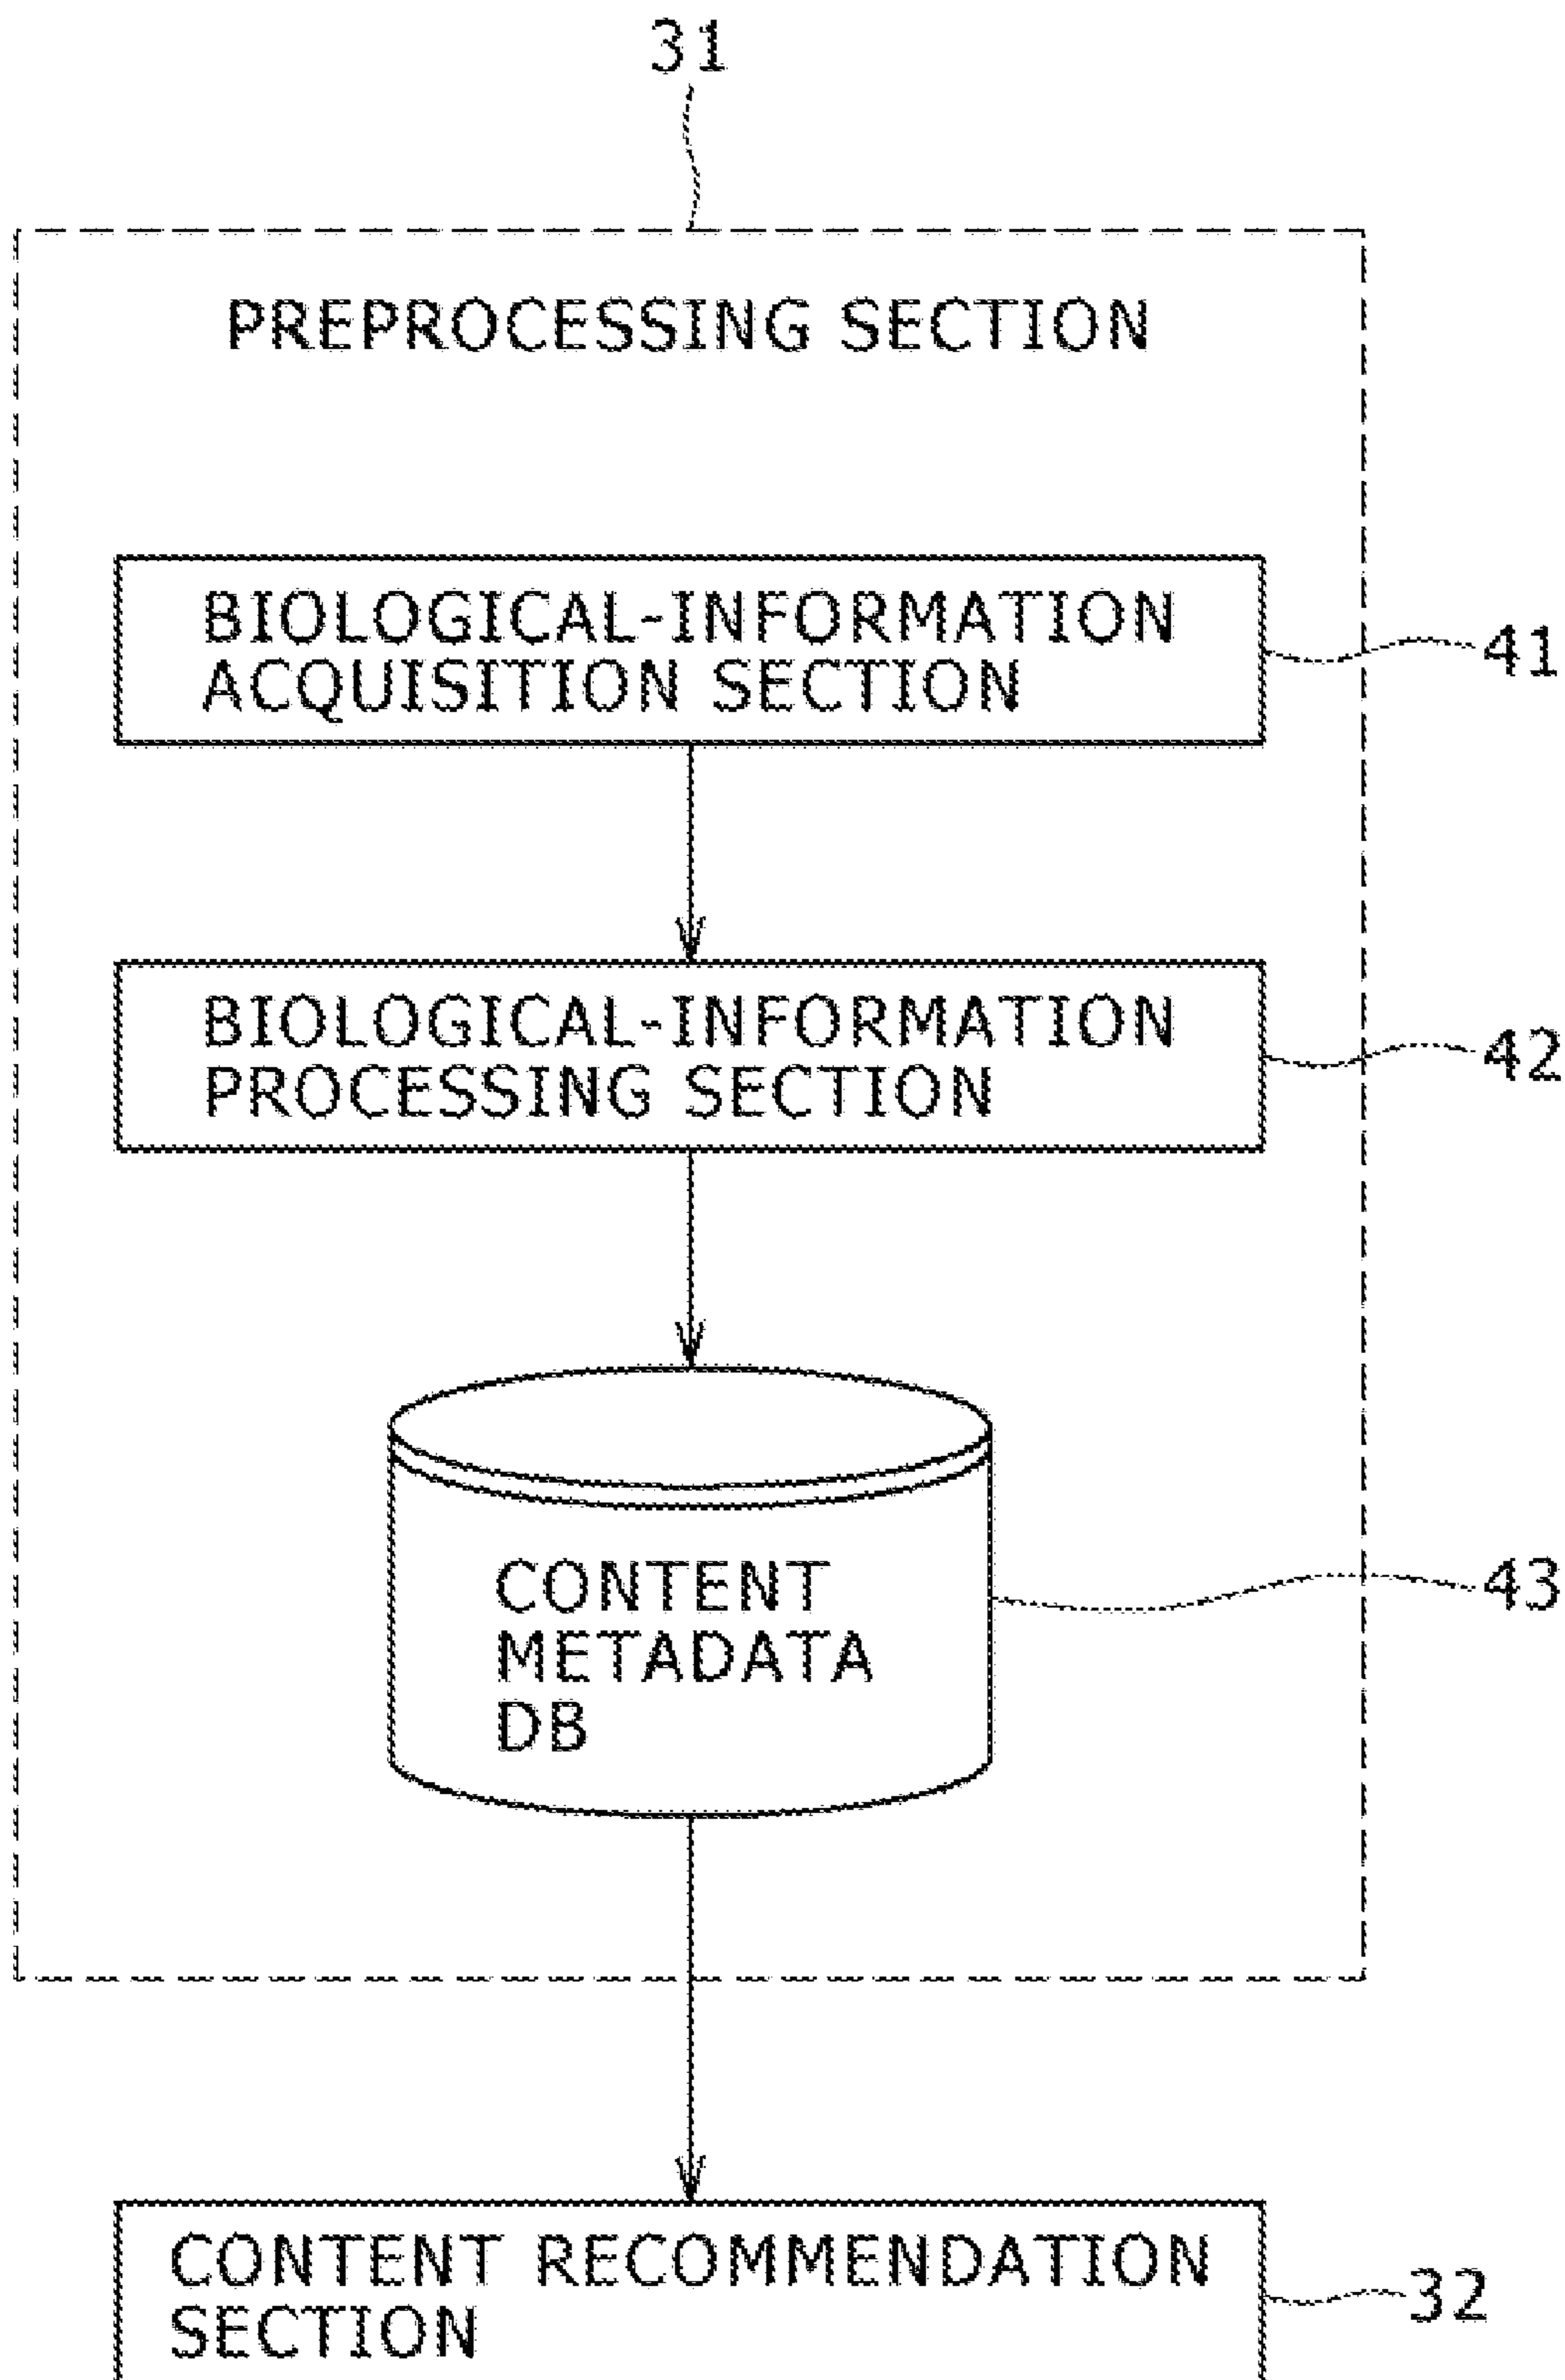 31
PREPROCESSING SECTION
BIOLOGICAL-INFORMATION
ACQUISITION SECTION
41
BIOLOGICAL-INFORMATION
PROCESSING SECTION
42
CONTENT
METADATA
DB
43
CONTENT RECOMMENDATION
SECTION
32